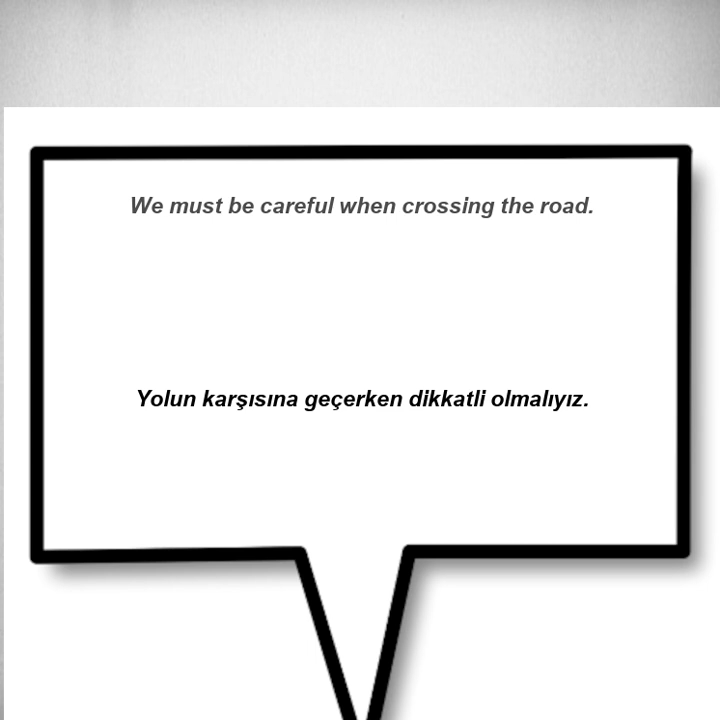 We must be careful when crossing the road.
Yolun karşısına geçerken dikkatli olmalıyız.